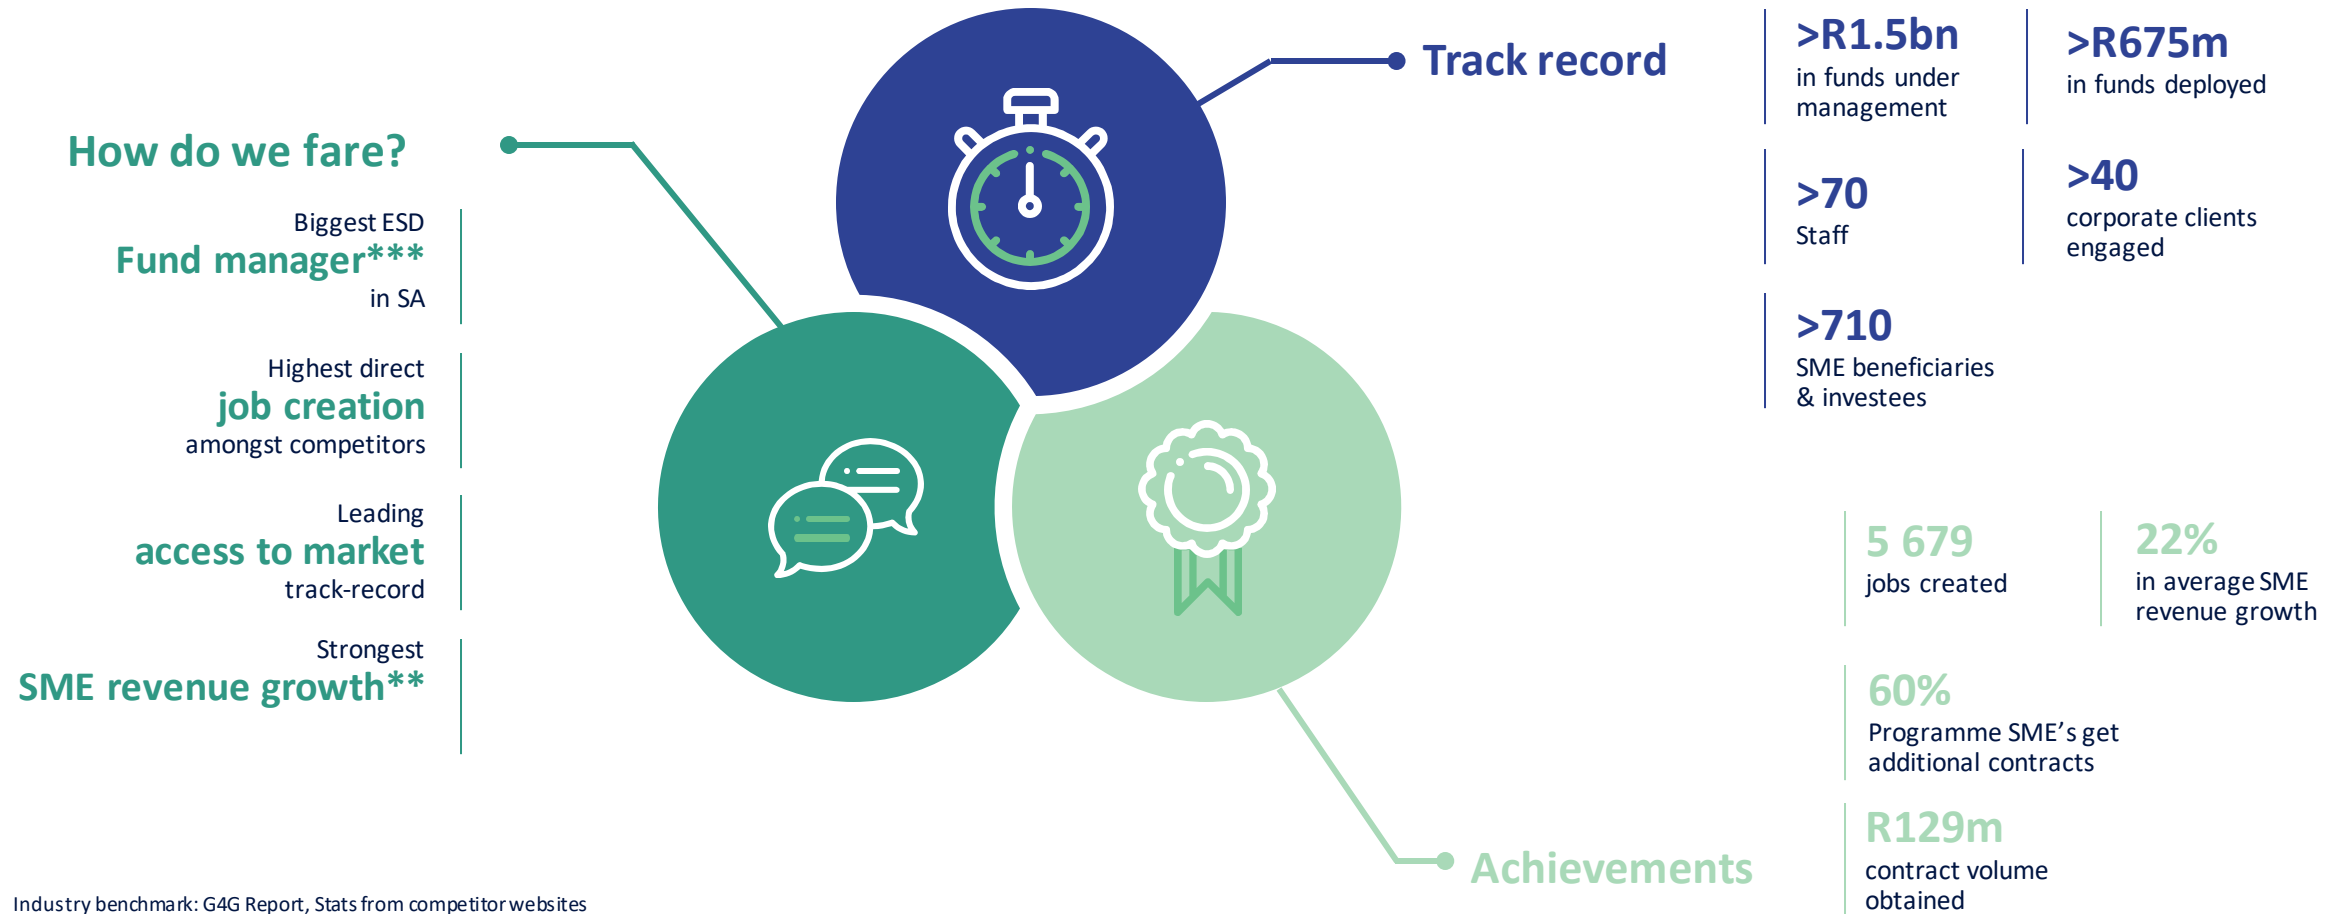 How do we fare?
Biggest ESD
Fund manager***
in SA
Highest direct
job creation
amongst competitors
Leading
access to market
track-record
Strongest
SME revenue growth**
Track record
>R1.5bn
in funds under
management
>R675m
in funds deployed
>70
Staff
>40
corporate clients
engaged
>710
SME beneficiaries
& investees
Achievements
5 679
jobs created
22%
in average SME
revenue growth
60%
Programme SME’s get
additional contracts
R129m
contract volume
obtained
Industry benchmark: G4G Report, Stats from competitor websites